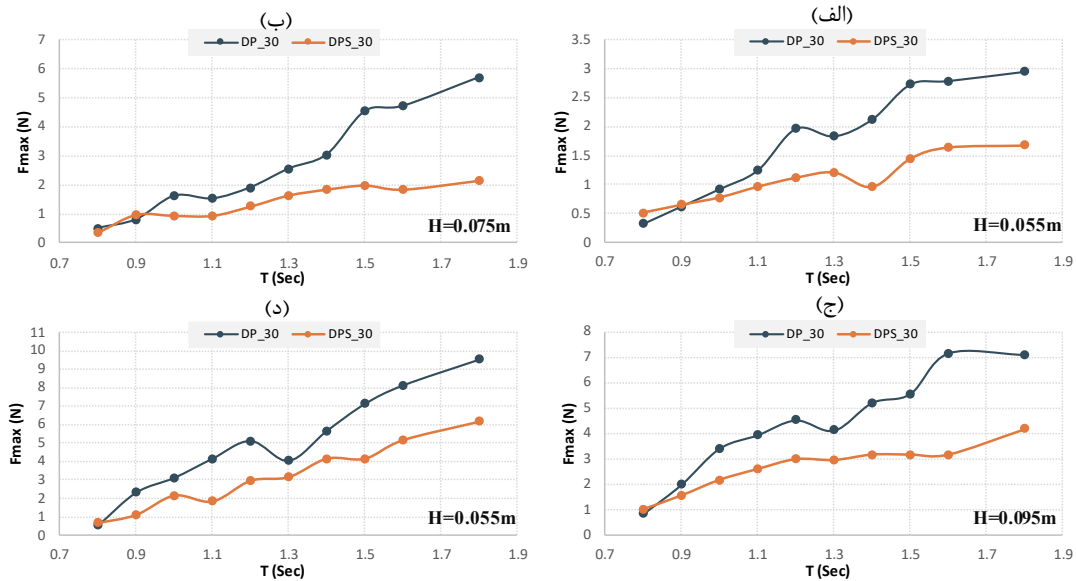 (الف)
DP_30 DPS_30
3.5
3
2.5
2
1.5
1
0.5
0
Fmax (N)
H=0.055m
0.7 0.9 1.1 1.3 1.5 1.7 1.9
T (Sec)
(ب)
DP_30 DPS_30
7
6
5
4
3
2
1
0
Fmax (N)
H=0.075m
0.7 0.9 1.1 1.3 1.5 1.7 1.9
T (Sec)
(ج)
DP_30 DPS_30
8
7
6
5
4
3
2
1
0
Fmax (N)
H=0.095m
0.7 0.9 1.1 1.3 1.5 1.7 1.9
T (Sec)
(د)
DP_30 DPS_30
11
10
9
8
7
6
5
4
3
2
1
0
Fmax (N)
H=0.055m
0.7 0.9 1.1 1.3 1.5 1.7 1.9
T (Sec)